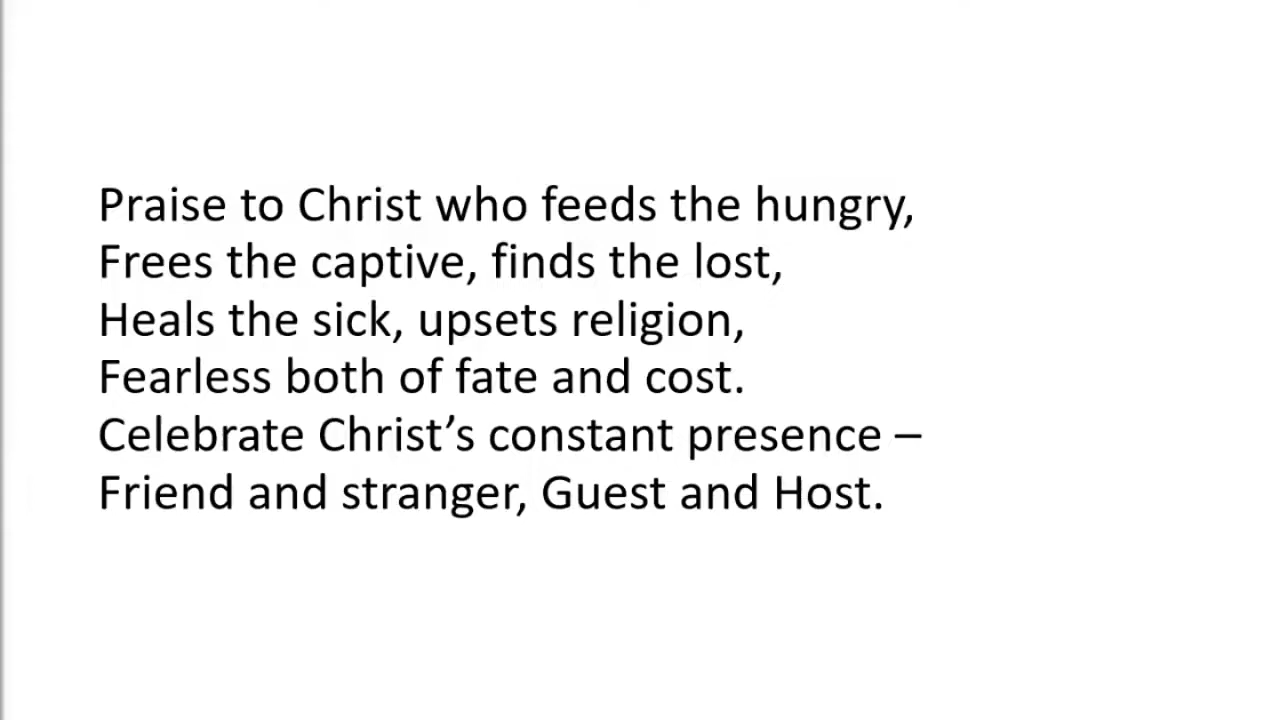 Praise to Christ who feeds the hungry,
Frees the captive, finds the lost,
Heals the sick, upsets religion,
Fearless both of fate and cost.
Celebrate Christ’s constant presence –
Friend and stranger, Guest and Host.